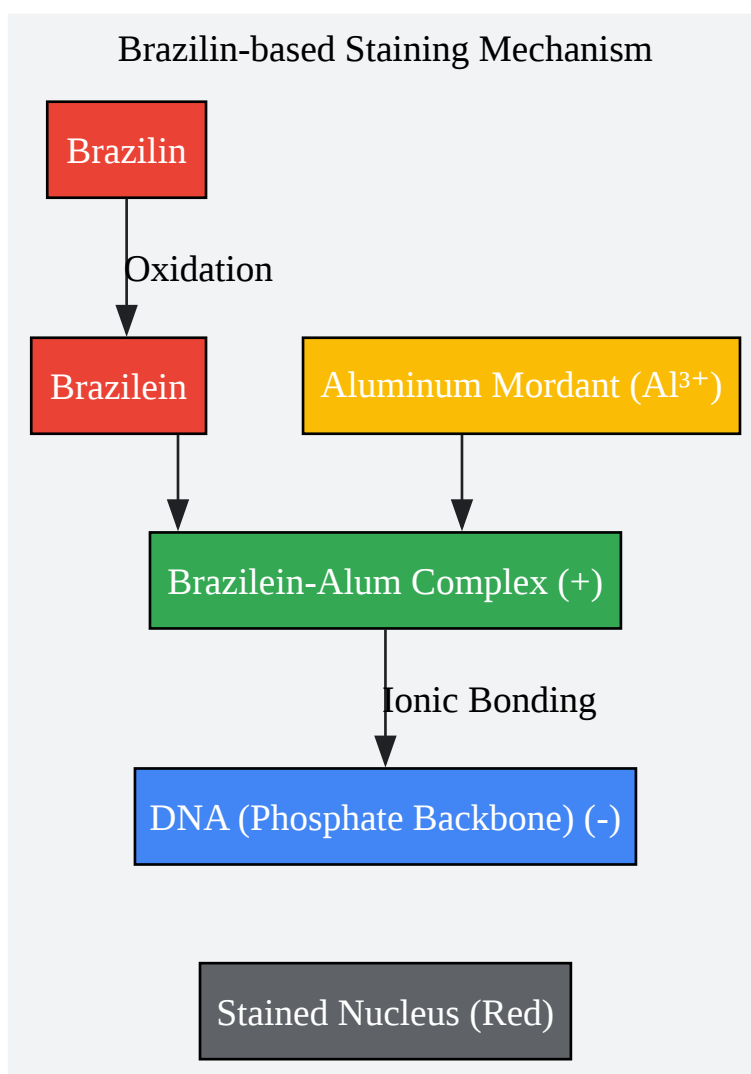 Brazilin-based Staining Mechanism
Brazilin
Oxidation
Brazilein
Aluminum Mordant (Al³⁺)
Brazilein-Alum Complex (+)
Ionic Bonding
DNA (Phosphate Backbone) (-)
Stained Nucleus (Red)